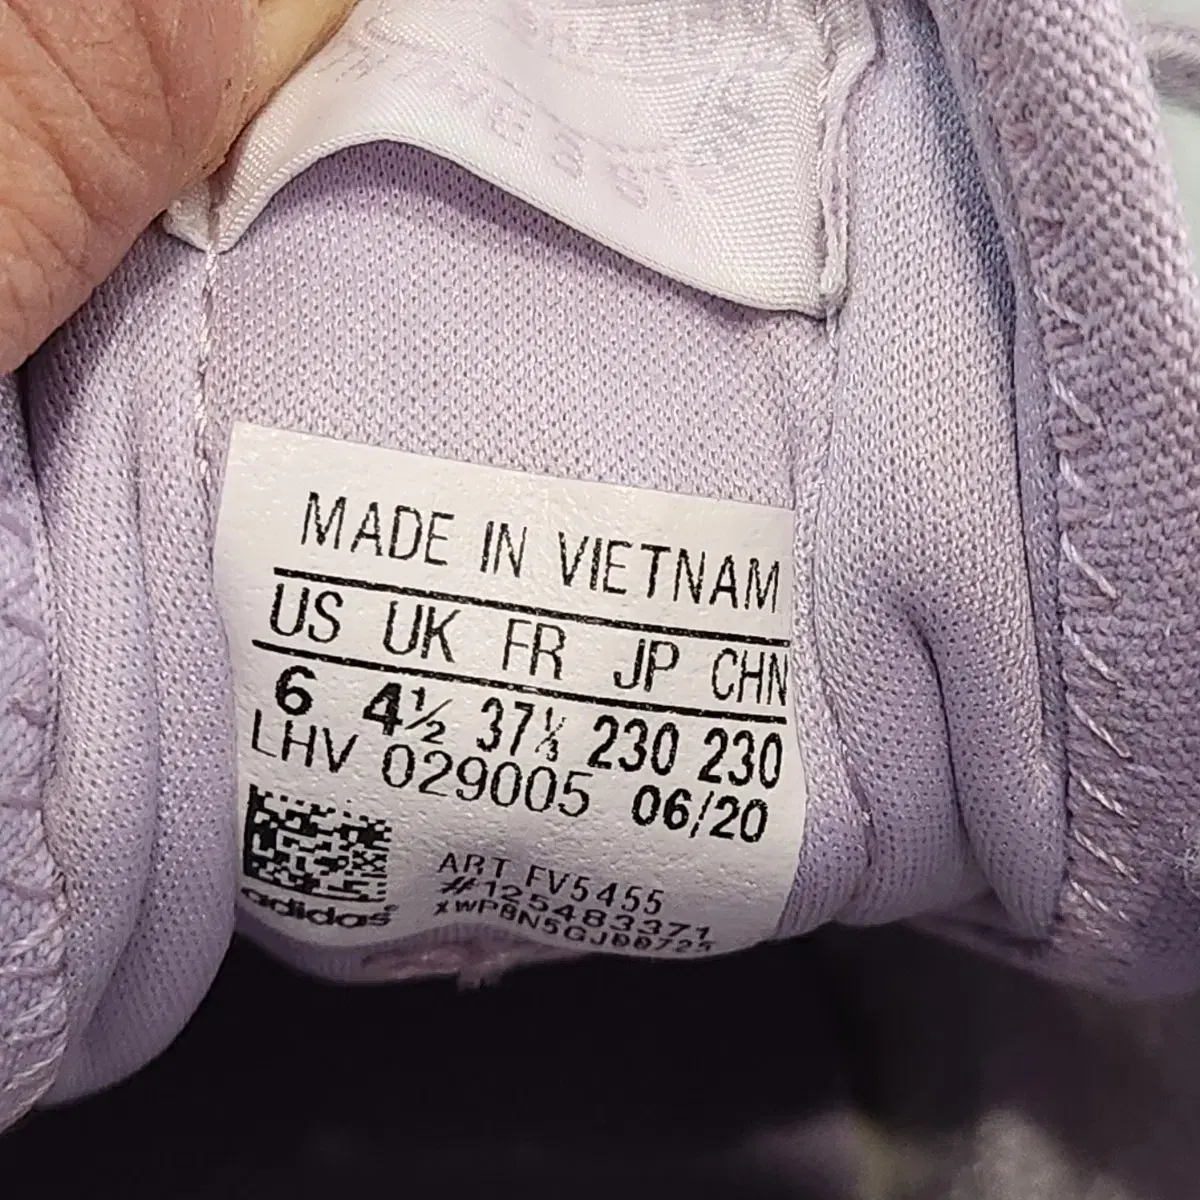 MADE IN VIETNAM
US UK FR JP CHN
6 4½ 37⅓ 230 230
LHV 029005 06/20
ART FV5455
#125483371
adidas